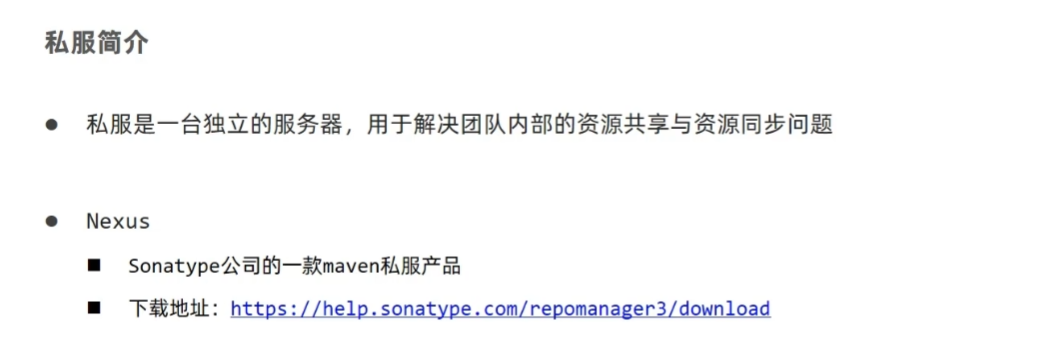 私服简介
私服是一台独立的服务器，用于解决团队内部的资源共享与资源同步问题
Nexus
Sonatype公司的一款maven私服产品
下载地址：https://help.sonatype.com/repomanager3/download